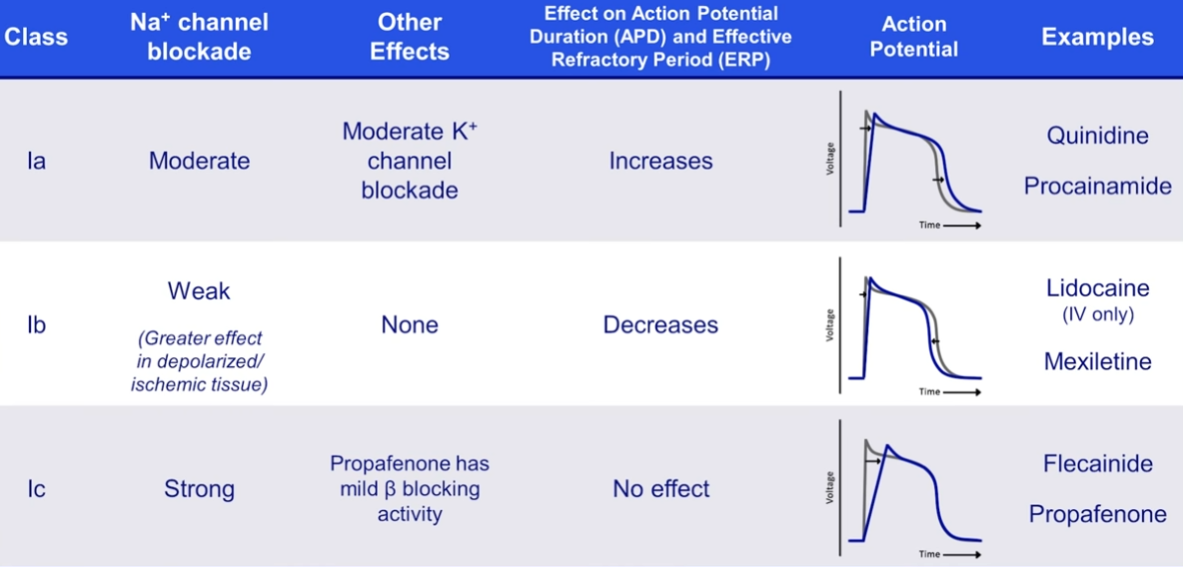 Class
Na⁺ channel
blockade
Other
Effects
Effect on Action Potential
Duration (APD) and Effective
Refractory Period (ERP)
Action
Potential
Examples
Ia
Moderate
Moderate K⁺
channel
blockade
Increases
Voltage
Time
Quinidine
Procainamide
Ib
Weak
(Greater effect
in depolarized/
ischemic tissue)
None
Decreases
Voltage
Time
Lidocaine
(IV only)
Mexiletine
Ic
Strong
Propafenone has
mild β blocking
activity
No effect
Voltage
Time
Flecainide
Propafenone